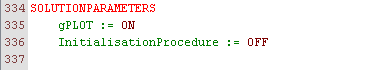 334 SOLUTIONPARAMETERS
335 gPLOT := ON
336 InitialisationProcedure := OFF
337